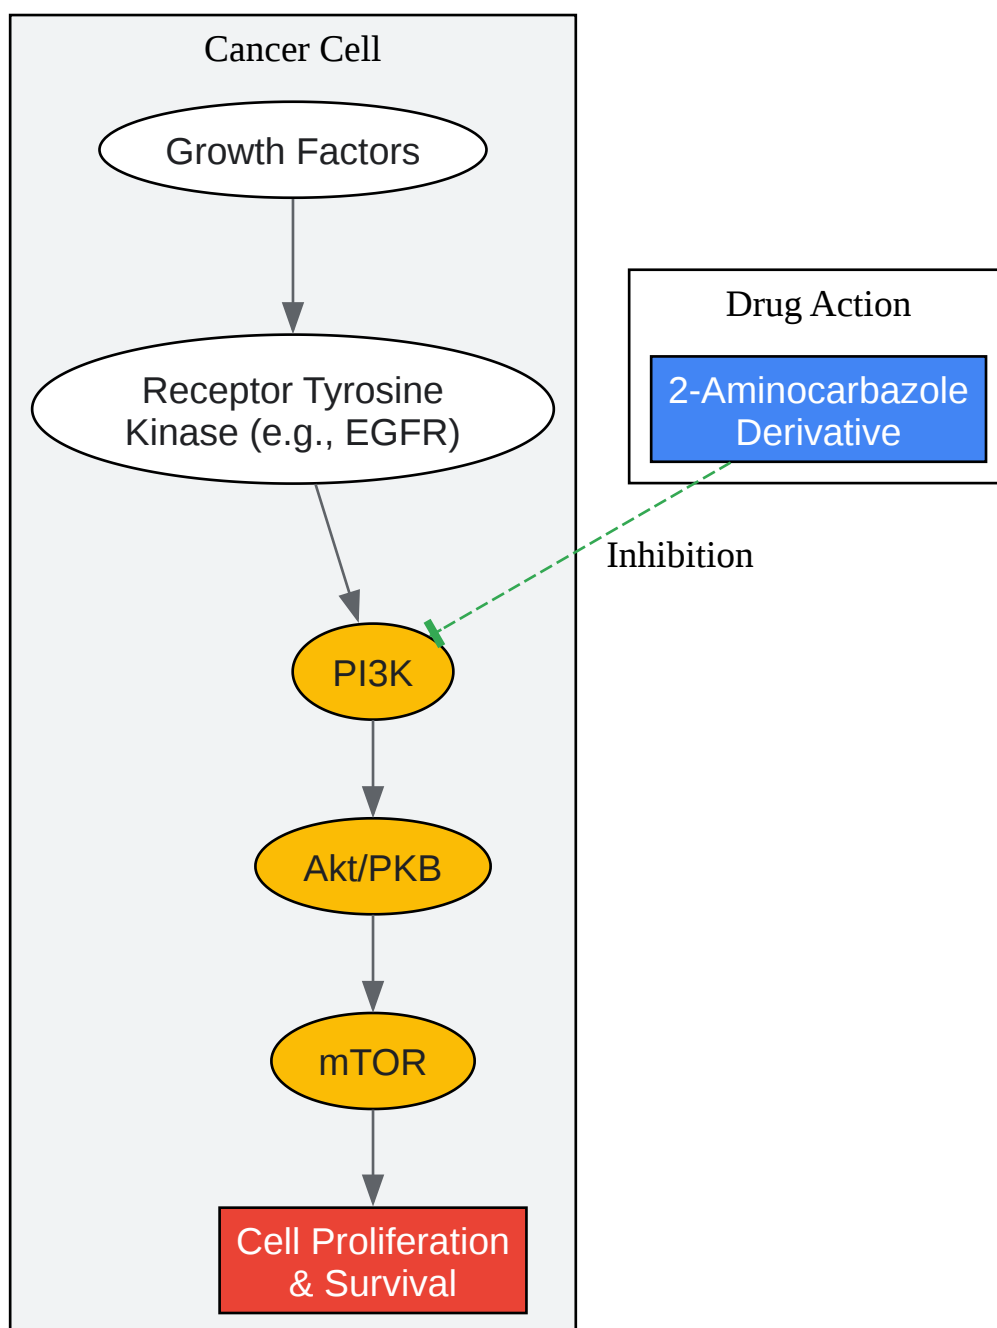 Cancer Cell
Growth Factors
Receptor Tyrosine
Kinase (e.g., EGFR)
Drug Action
2-Aminocarbazole
Derivative
Inhibition
PI3K
Akt/PKB
mTOR
Cell Proliferation
& Survival